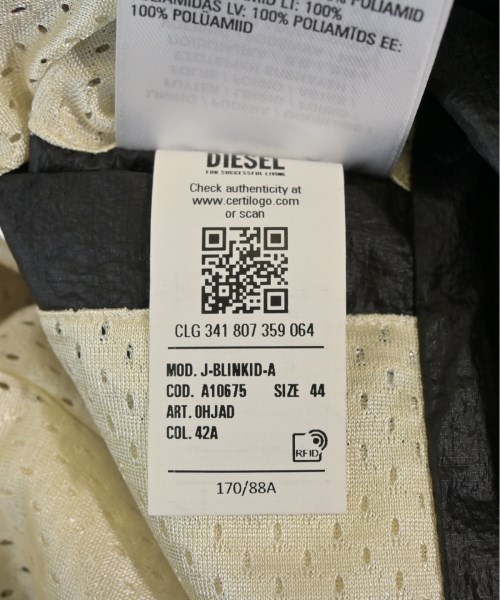 100% POLIAMID
POLIAMIDAS LV: 100% POLIAMĪDS EE:
100% POLÜAMIID
DIESEL
FOR SUCCESSFUL LIVING
Check authenticity at
www.certilogo.com
or scan
CLG 341 807 359 064
MOD. J-BLINKID-A
COD. A10675 SIZE 44
ART. 0HJAD
COL. 42A
RFID
170/88A